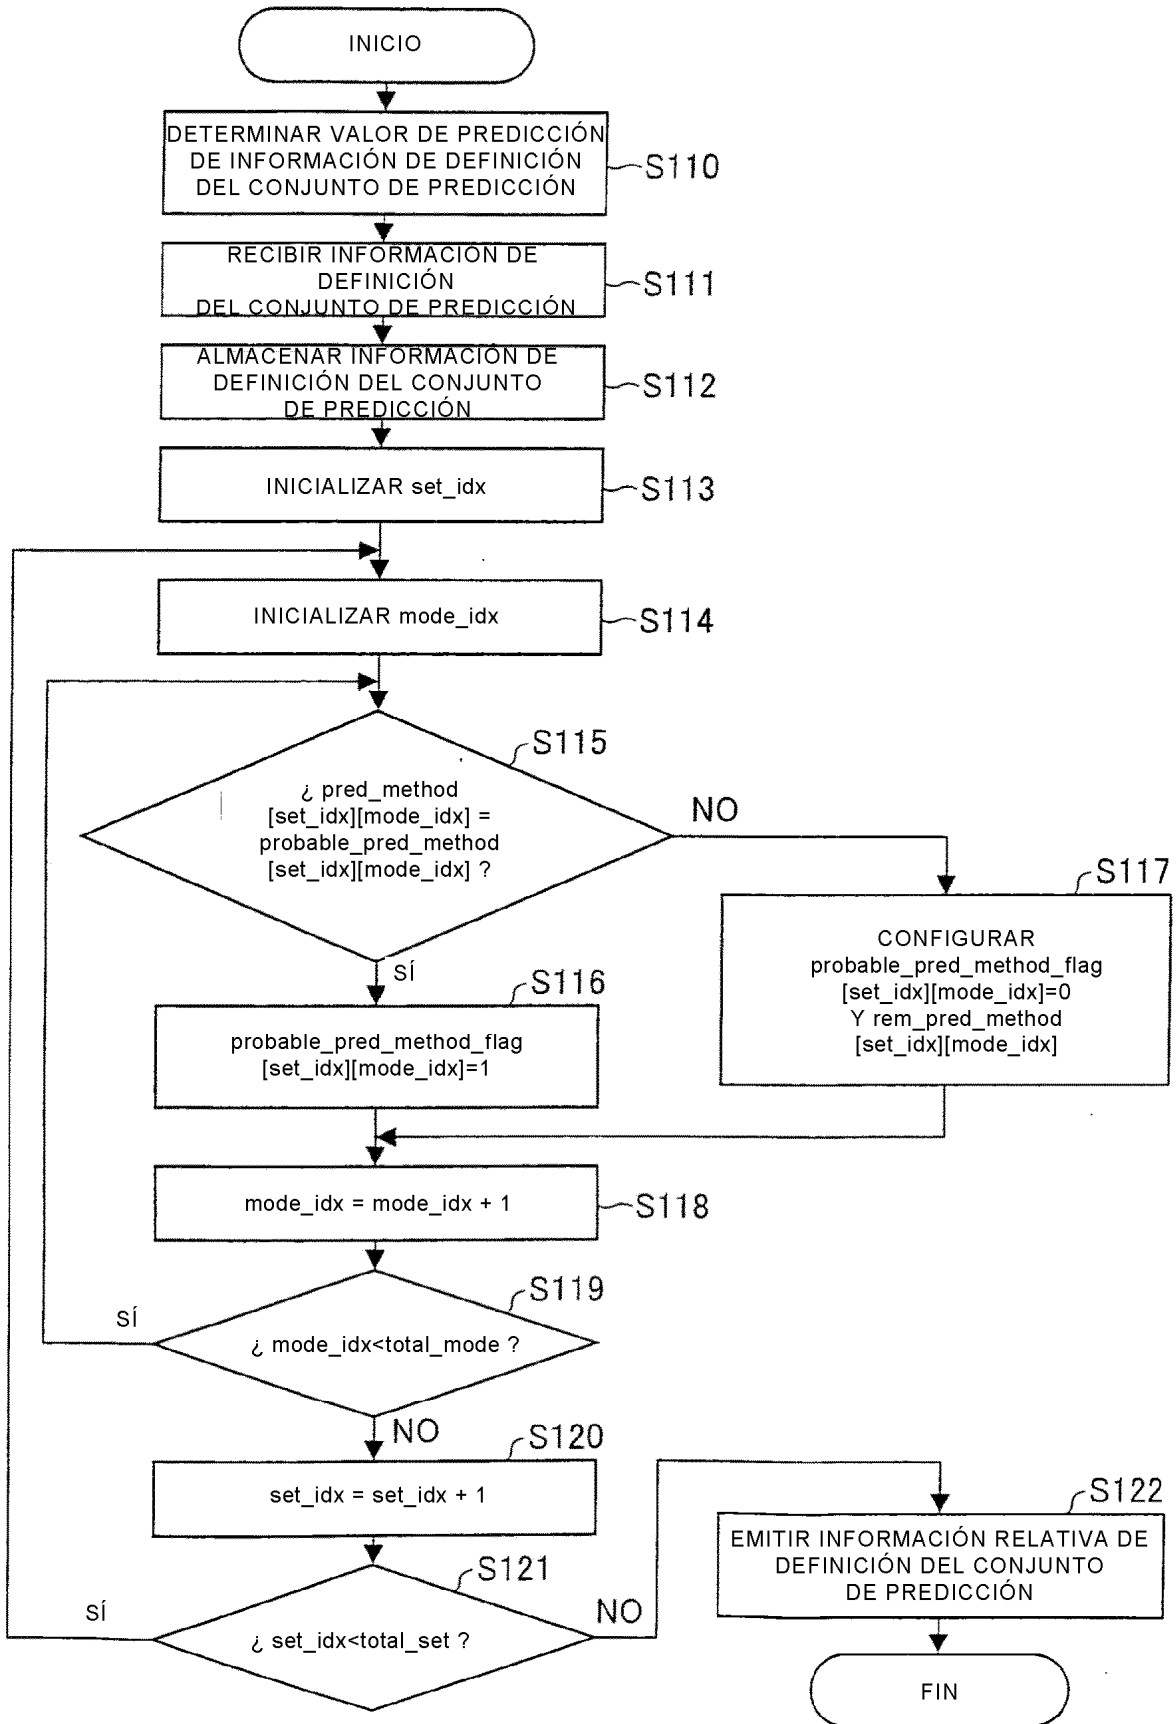 INICIO
DETERMINAR VALOR DE PREDICCIÓN
DE INFORMACIÓN DE DEFINICIÓN
DEL CONJUNTO DE PREDICCIÓN
S110
RECIBIR INFORMACIÓN DE
DEFINICIÓN
DEL CONJUNTO DE PREDICCIÓN
S111
ALMACENAR INFORMACIÓN DE
DEFINICIÓN DEL CONJUNTO
DE PREDICCIÓN
S112
INICIALIZAR set_idx
S113
INICIALIZAR mode_idx
S114
S115
¿ pred_method
[set_idx][mode_idx] =
probable_pred_method
[set_idx][mode_idx] ?
NO
SÍ
S117
CONFIGURAR
probable_pred_method_flag
[set_idx][mode_idx]=0
Y rem_pred_method
[set_idx][mode_idx]
S116
probable_pred_method_flag
[set_idx][mode_idx]=1
mode_idx = mode_idx + 1
S118
S119
SÍ
¿ mode_idx<total_mode ?
NO
S120
set_idx = set_idx + 1
S121
SÍ
¿ set_idx<total_set ?
NO
S122
EMITIR INFORMACIÓN RELATIVA DE
DEFINICIÓN DEL CONJUNTO
DE PREDICCIÓN
FIN